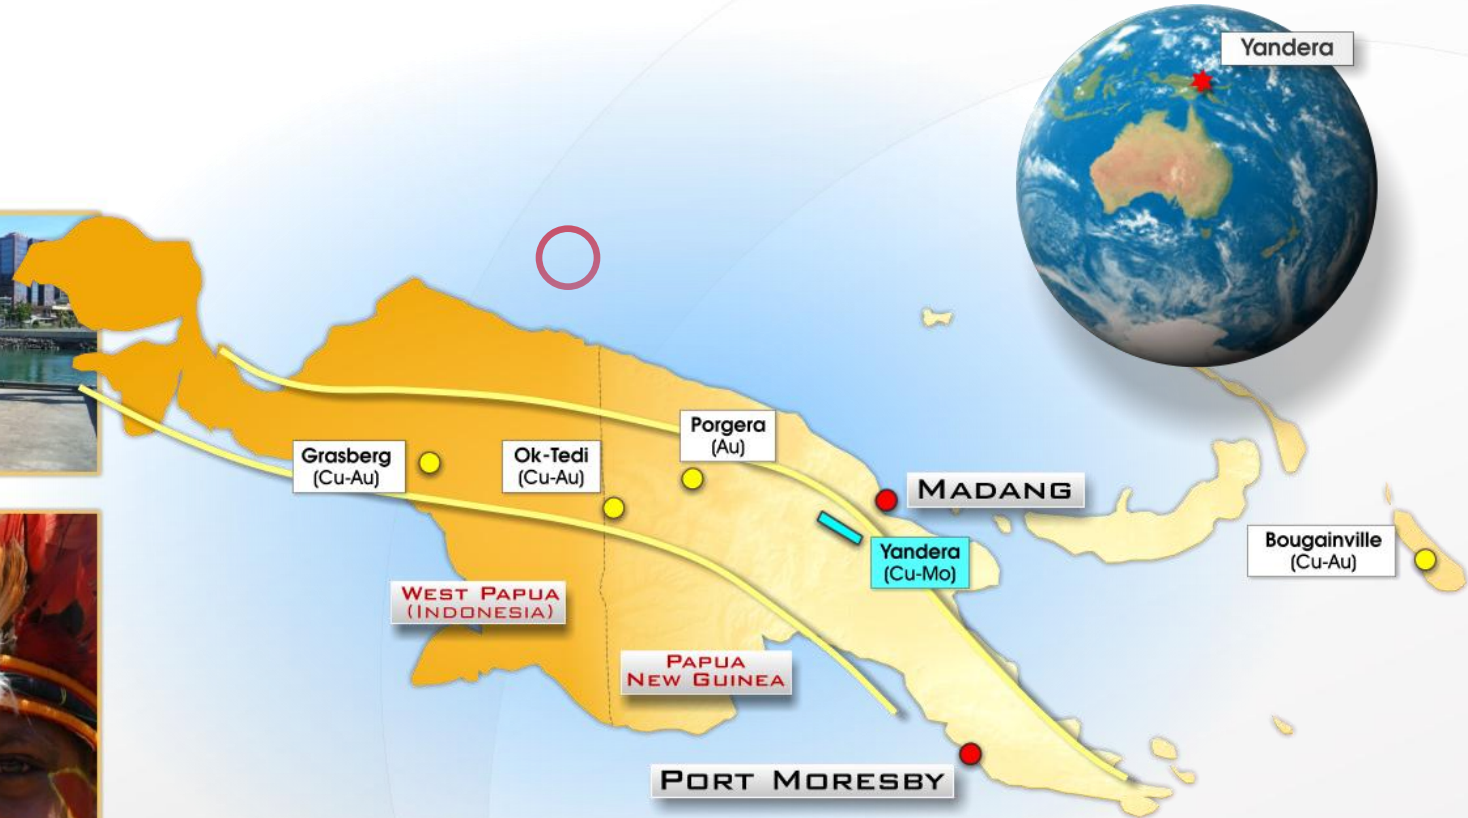 Yandera
Porgera
(Au)
Grasberg
(Cu-Au)
Ok-Tedi
(Cu-Au)
MADANG
Bougainville
(Cu-Au)
Yandera
(Cu-Mo)
WEST PAPUA
(INDONESIA)
PAPUA
NEW GUINEA
PORT MORESBY